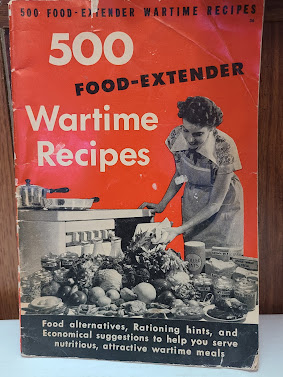 500 FOOD-EXTENDER WARTIME RECIPES
500
FOOD-EXTENDER
Wartime
Recipes
Food alternatives, Rationing hints, and
Economical suggestions to help you serve
nutritious, attractive wartime meals